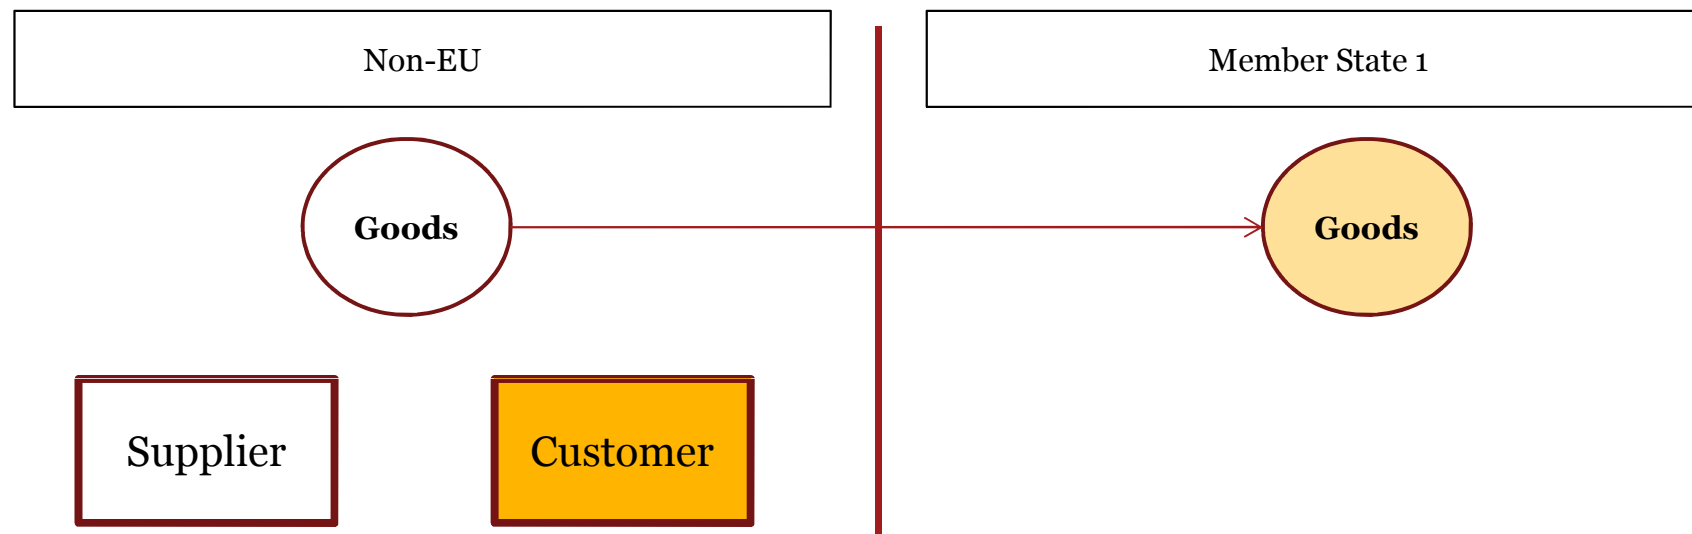 Non-EU
Member State 1
Goods
Goods
Supplier
Customer